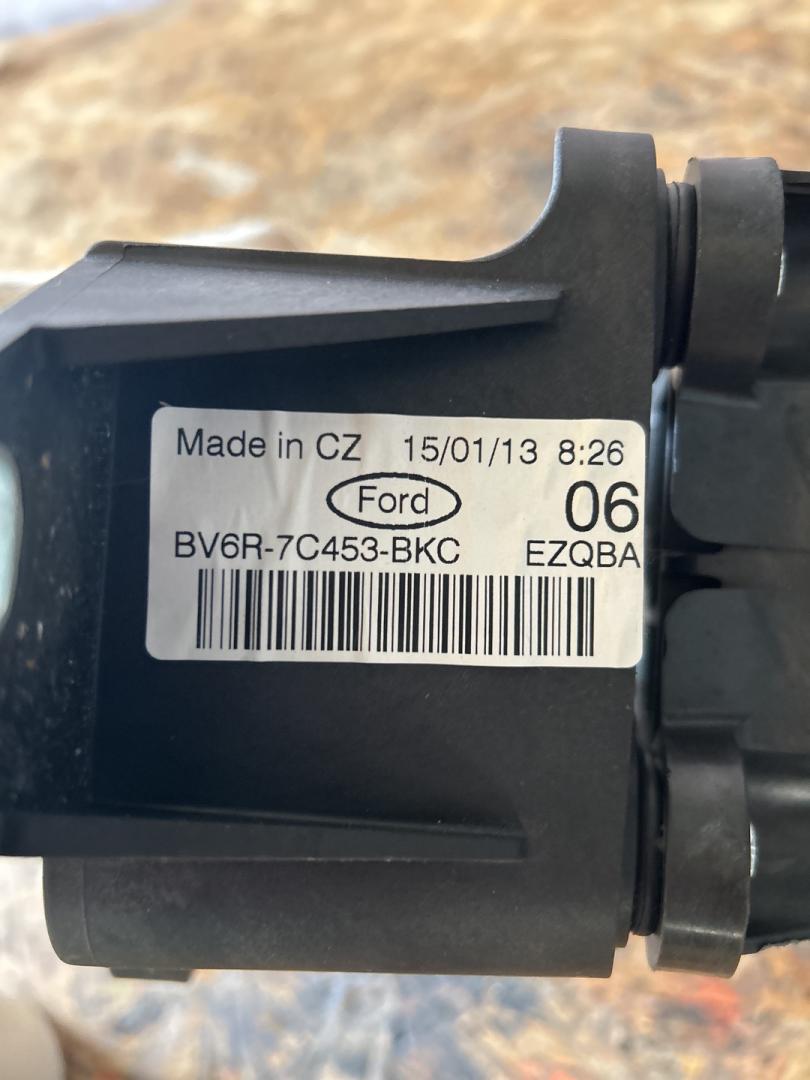 Made in CZ 15/01/13 8:26
Ford 06
BV6R-7C453-BKC EZQBA